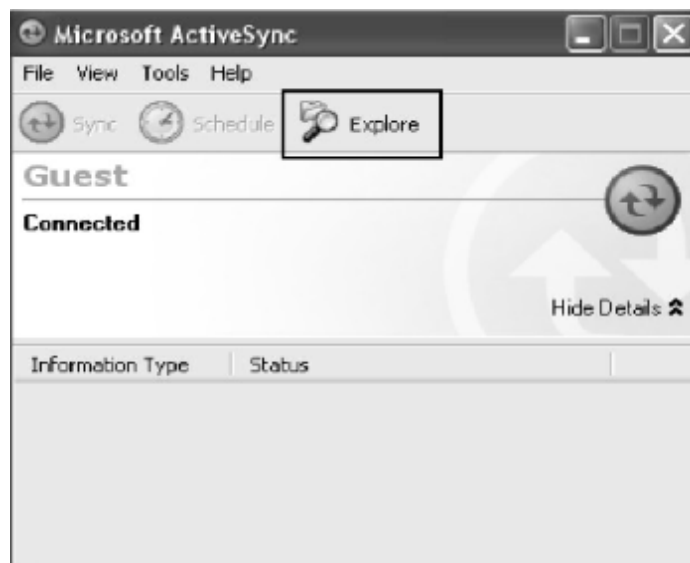 Microsoft ActiveSync
File View Tools Help
Sync Schedule Explore
Guest
Connected
Hide Details
Information Type Status